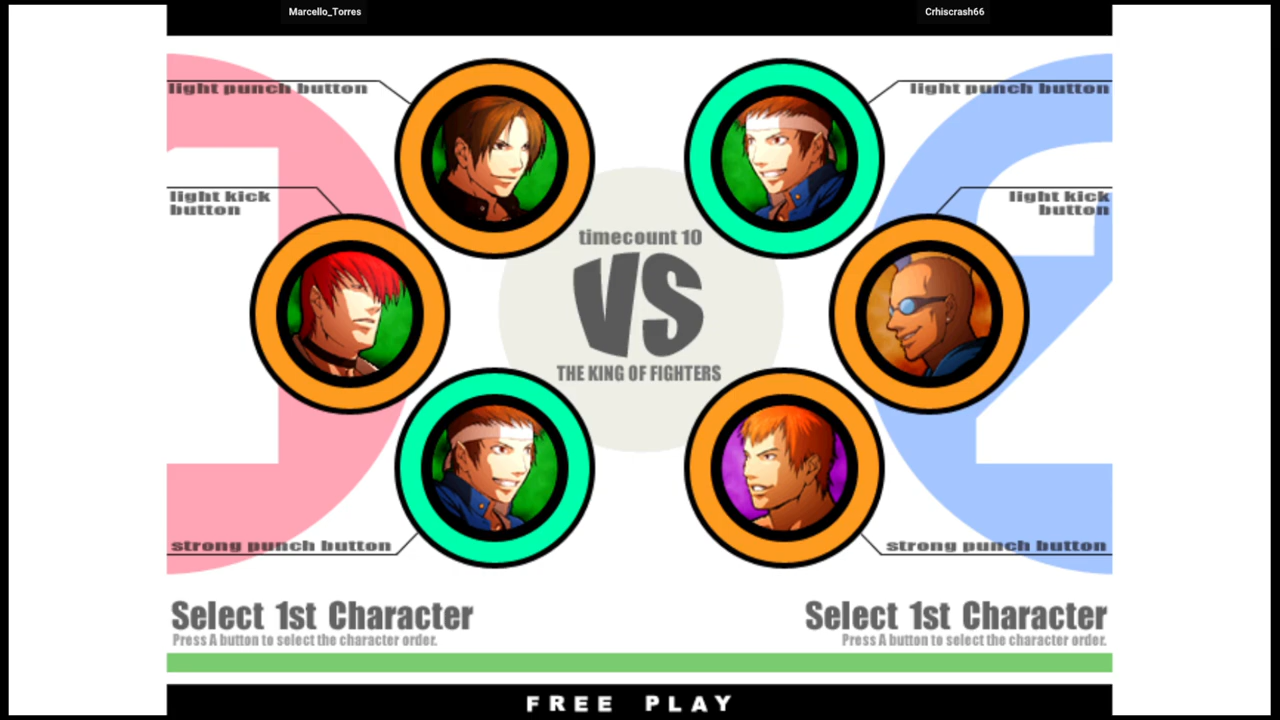 Marcello_Torres
Crhiscrash66
light punch button
light punch button
light kick
button
light kick
button
timecount 10
VS
THE KING OF FIGHTERS
strong punch button
strong punch button
Select 1st Character
Press A button to select the character order.
Select 1st Character
Press A button to select the character order.
FREE PLAY